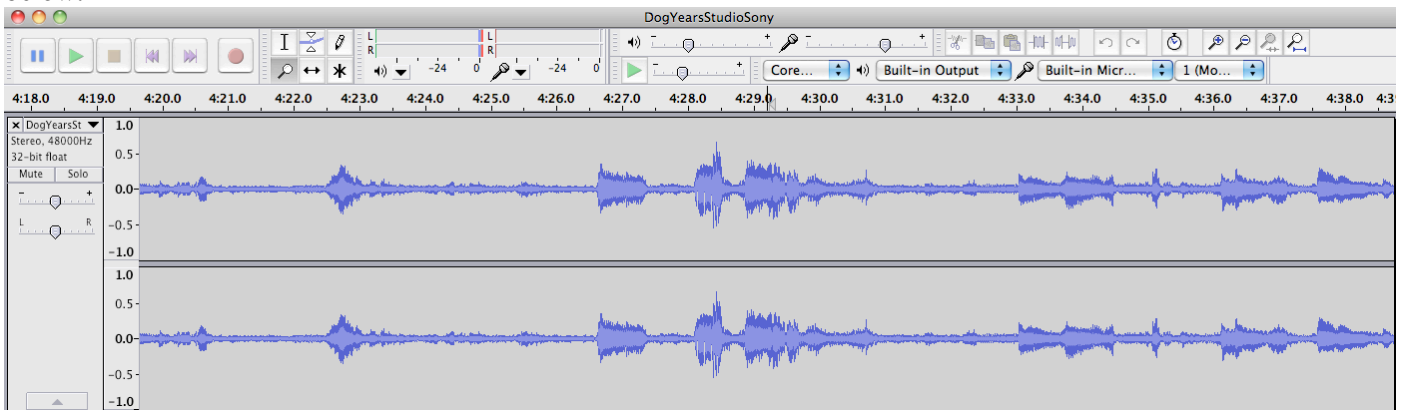 DogYearsStudioSony
L
R
L
R
-24 0
-24 0
Core... Built-in Output Built-in Micr... 1 (Mo...
4:18.0 4:19.0 4:20.0 4:21.0 4:22.0 4:23.0 4:24.0 4:25.0 4:26.0 4:27.0 4:28.0 4:29.0 4:30.0 4:31.0 4:32.0 4:33.0 4:34.0 4:35.0 4:36.0 4:37.0 4:38.0 4:3
DogYearsSt
Stereo, 48000Hz
32-bit float
Mute Solo
- +
L R
1.0
0.5-
0.0-
-0.5-
-1.0
1.0
0.5-
0.0-
-0.5-
-1.0